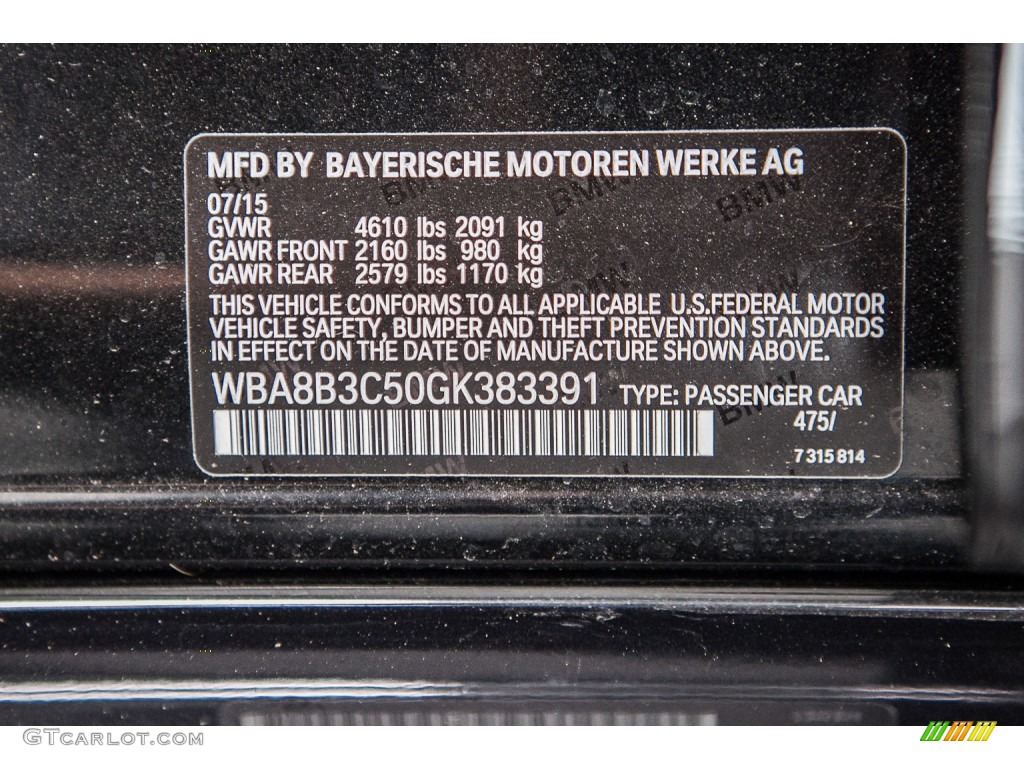 MFD BY BAYERISCHE MOTOREN WERKE AG
07/15
GVWR 4610 lbs 2091 kg
GAWR FRONT 2160 lbs 980 kg
GAWR REAR 2579 lbs 1170 kg
THIS VEHICLE CONFORMS TO ALL APPLICABLE U.S.FEDERAL MOTOR
VEHICLE SAFETY, BUMPER AND THEFT PREVENTION STANDARDS
IN EFFECT ON THE DATE OF MANUFACTURE SHOWN ABOVE.
WBA8B3C50GK383391 TYPE: PASSENGER CAR
475/
7 315 814
BMW
BMW
BMW
GTCARLOT.COM